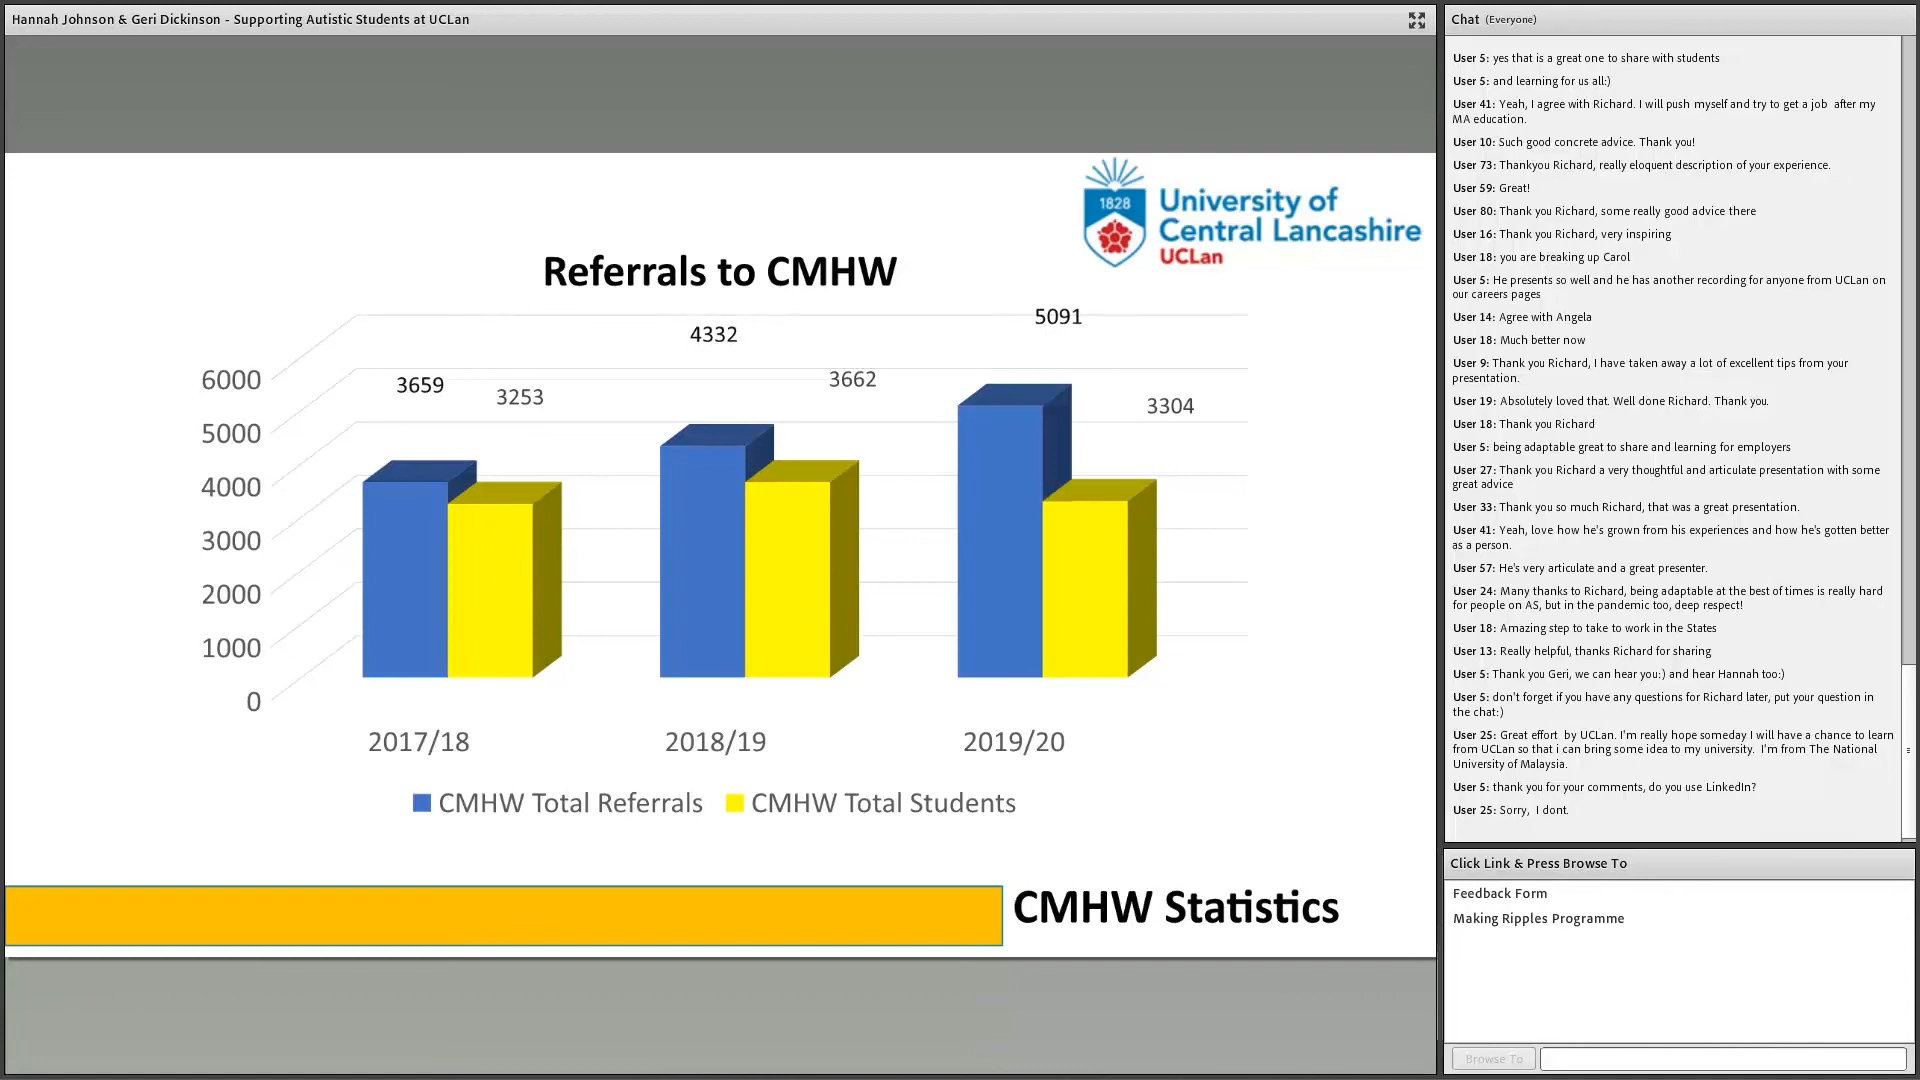 Hannah Johnson & Geri Dickinson - Supporting Autistic Students at UCLan
1828
University of
Central Lancashire
UCLan
Referrals to CMHW
6000
5000
4000
3000
2000
1000
0
3659
3253
4332
3662
5091
3304
2017/18
2018/19
2019/20
CMHW Total Referrals
CMHW Total Students
CMHW Statistics
Chat (Everyone)
User 5: yes that is a great one to share with students
User 5: and learning for us all:)
User 41: Yeah, I agree with Richard. I will push myself and try to get a job after my
MA education.
User 10: Such good concrete advice. Thank you!
User 73: Thankyou Richard, really eloquent description of your experience.
User 59: Great!
User 80: Thank you Richard, some really good advice there
User 16: Thank you Richard, very inspiring
User 18: you are breaking up Carol
User 5: He presents so well and he has another recording for anyone from UCLan on
our careers pages
User 14: Agree with Angela
User 18: Much better now
User 9: Thank you Richard, I have taken away a lot of excellent tips from your
presentation.
User 19: Absolutely loved that. Well done Richard. Thank you.
User 18: Thank you Richard
User 5: being adaptable great to share and learning for employers
User 27: Thank you Richard a very thoughtful and articulate presentation with some
great advice
User 33: Thank you so much Richard, that was a great presentation.
User 41: Yeah, love how he's grown from his experiences and how he's gotten better
as a person.
User 57: He's very articulate and a great presenter.
User 24: Many thanks to Richard, being adaptable at the best of times is really hard
for people on AS, but in the pandemic too, deep respect!
User 18: Amazing step to take to work in the States
User 13: Really helpful, thanks Richard for sharing
User 5: Thank you Geri, we can hear you:) and hear Hannah too:)
User 5: don't forget if you have any questions for Richard later, put your question in
the chat:)
User 25: Great effort by UCLan. I'm really hope someday I will have a chance to learn
from UCLan so that i can bring some idea to my university. I'm from The National
University of Malaysia.
User 5: thank you for your comments, do you use LinkedIn?
User 25: Sorry, I dont.
Click Link & Press Browse To
Feedback Form
Making Ripples Programme
Browse To